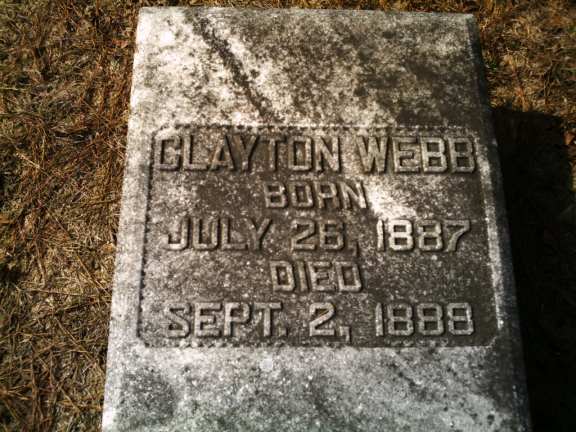 CLAYTON WEBB
BORN
JULY 26, 1887
DIED
SEPT. 2, 1888